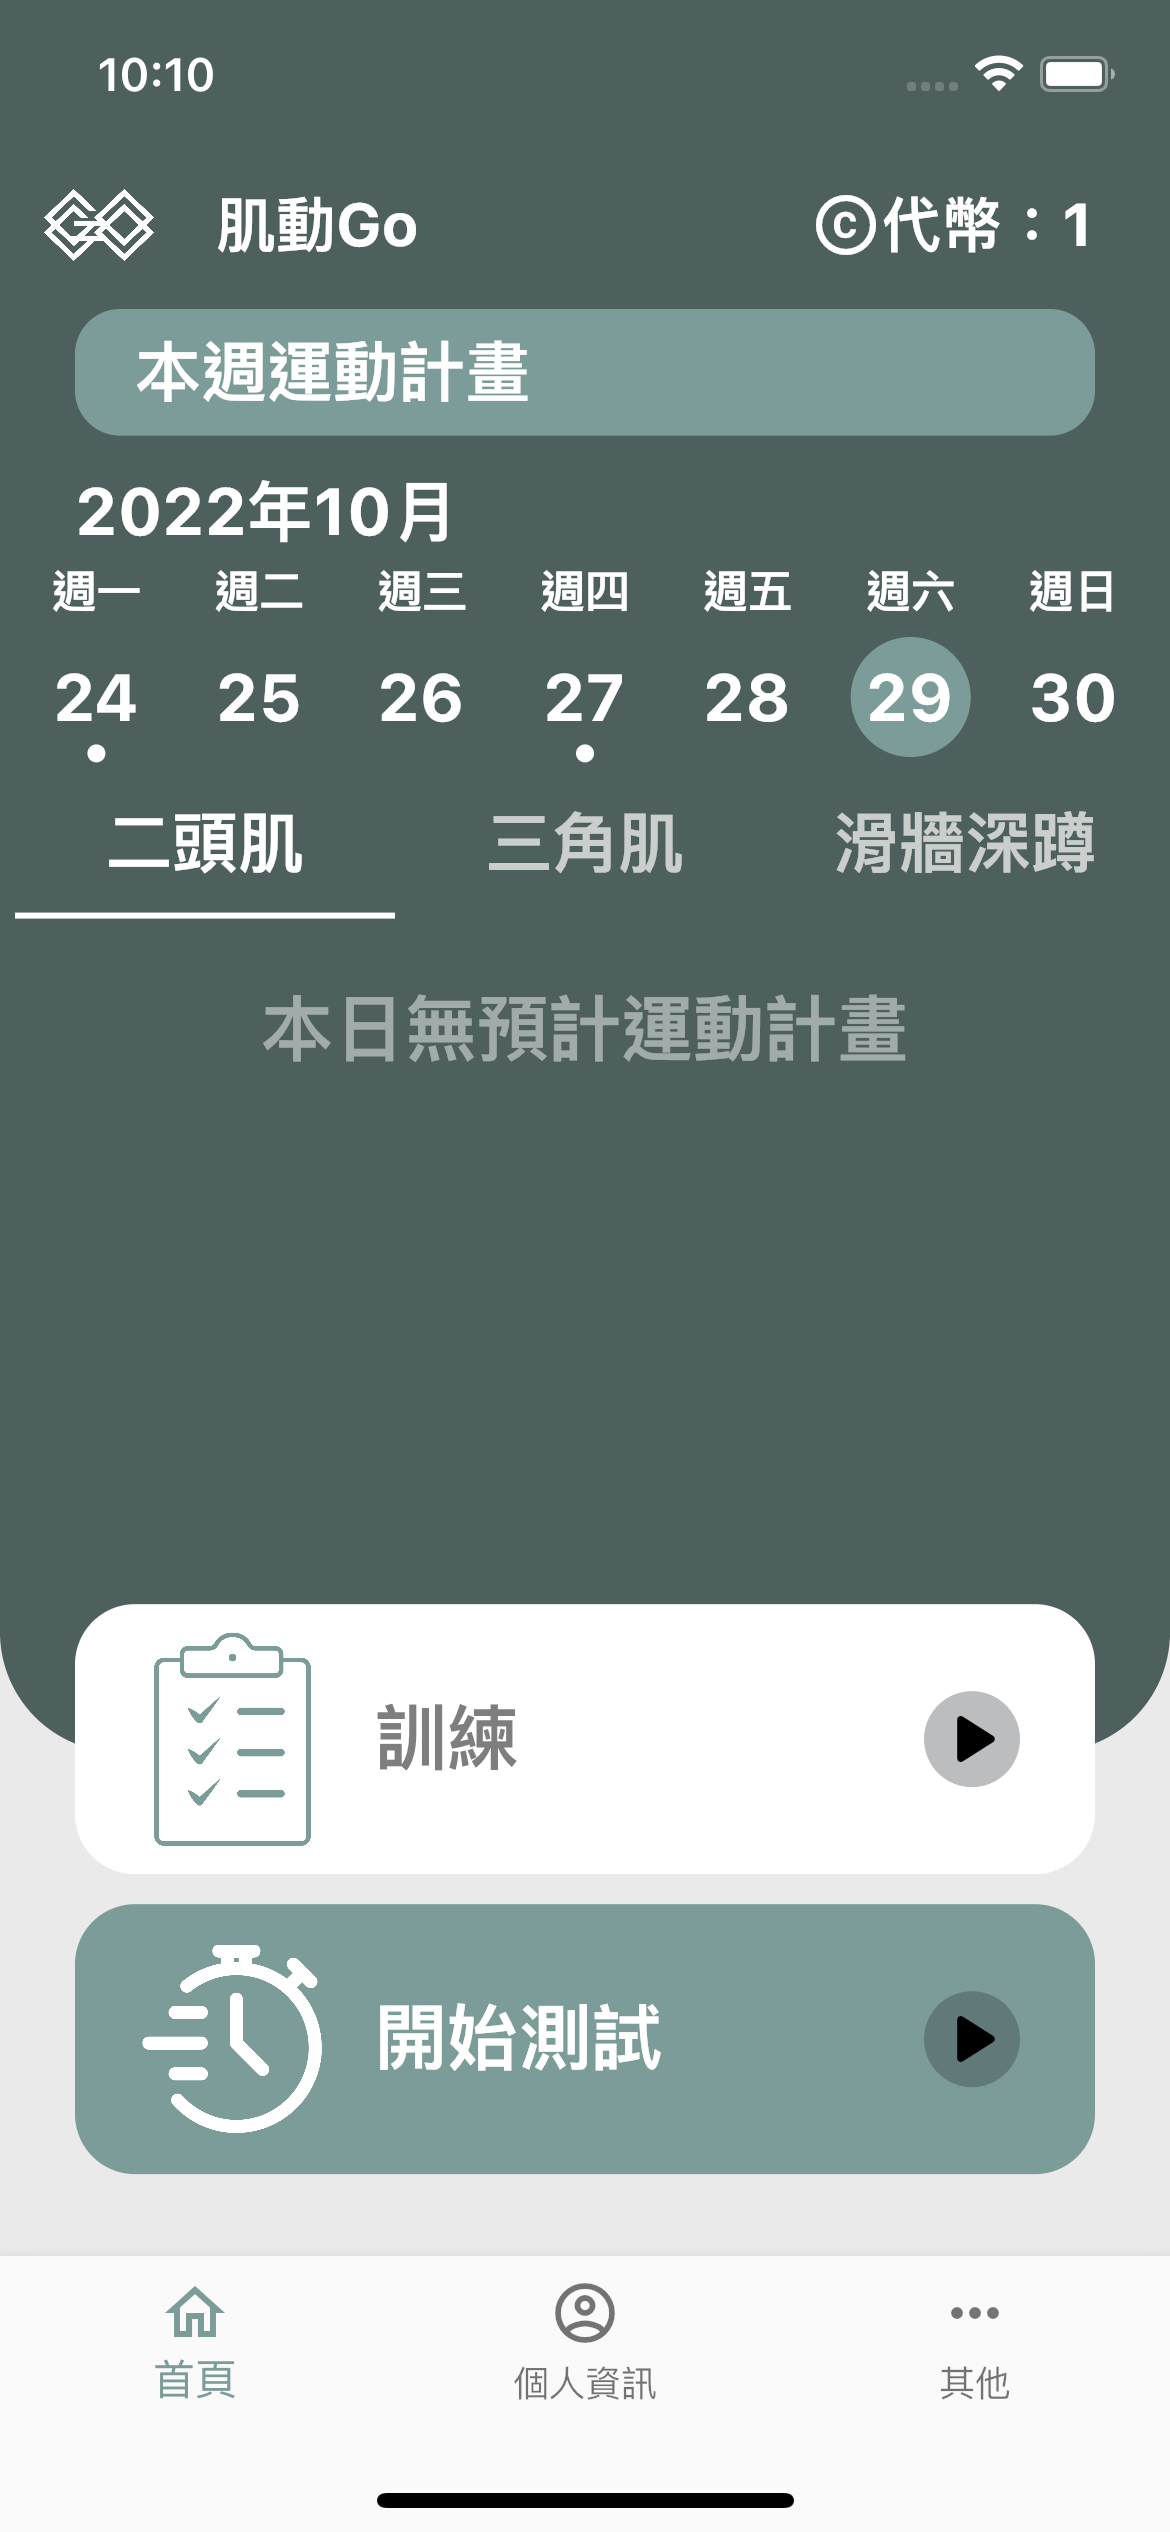 10:10
肌動Go
©代幣：1
本週運動計畫
2022年10月
週一 週二 週三 週四 週五 週六 週日
24 25 26 27 28 29 30
二頭肌 三角肌 滑牆深蹲
本日無預計運動計畫
訓練
開始測試
首頁 個人資訊 其他